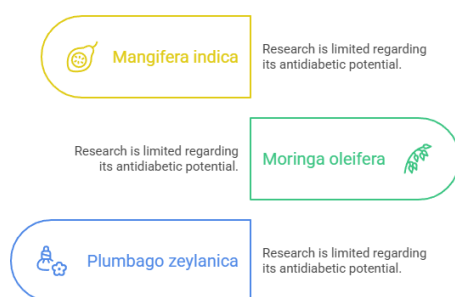 Mangifera indica
Research is limited regarding
its antidiabetic potential.
Research is limited regarding
its antidiabetic potential.
Moringa oleifera
Plumbago zeylanica
Research is limited regarding
its antidiabetic potential.